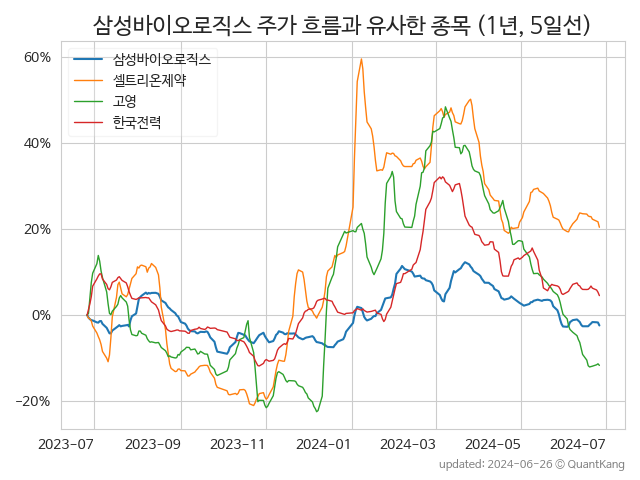 삼성바이오로직스 주가 흐름과 유사한 종목 (1년, 5일선)
삼성바이오로직스
셀트리온제약
고영
한국전력
60%
40%
20%
0%
−20%
2023-07 2023-09 2023-11 2024-01 2024-03 2024-05 2024-07
updated: 2024-06-26 © QuantKang